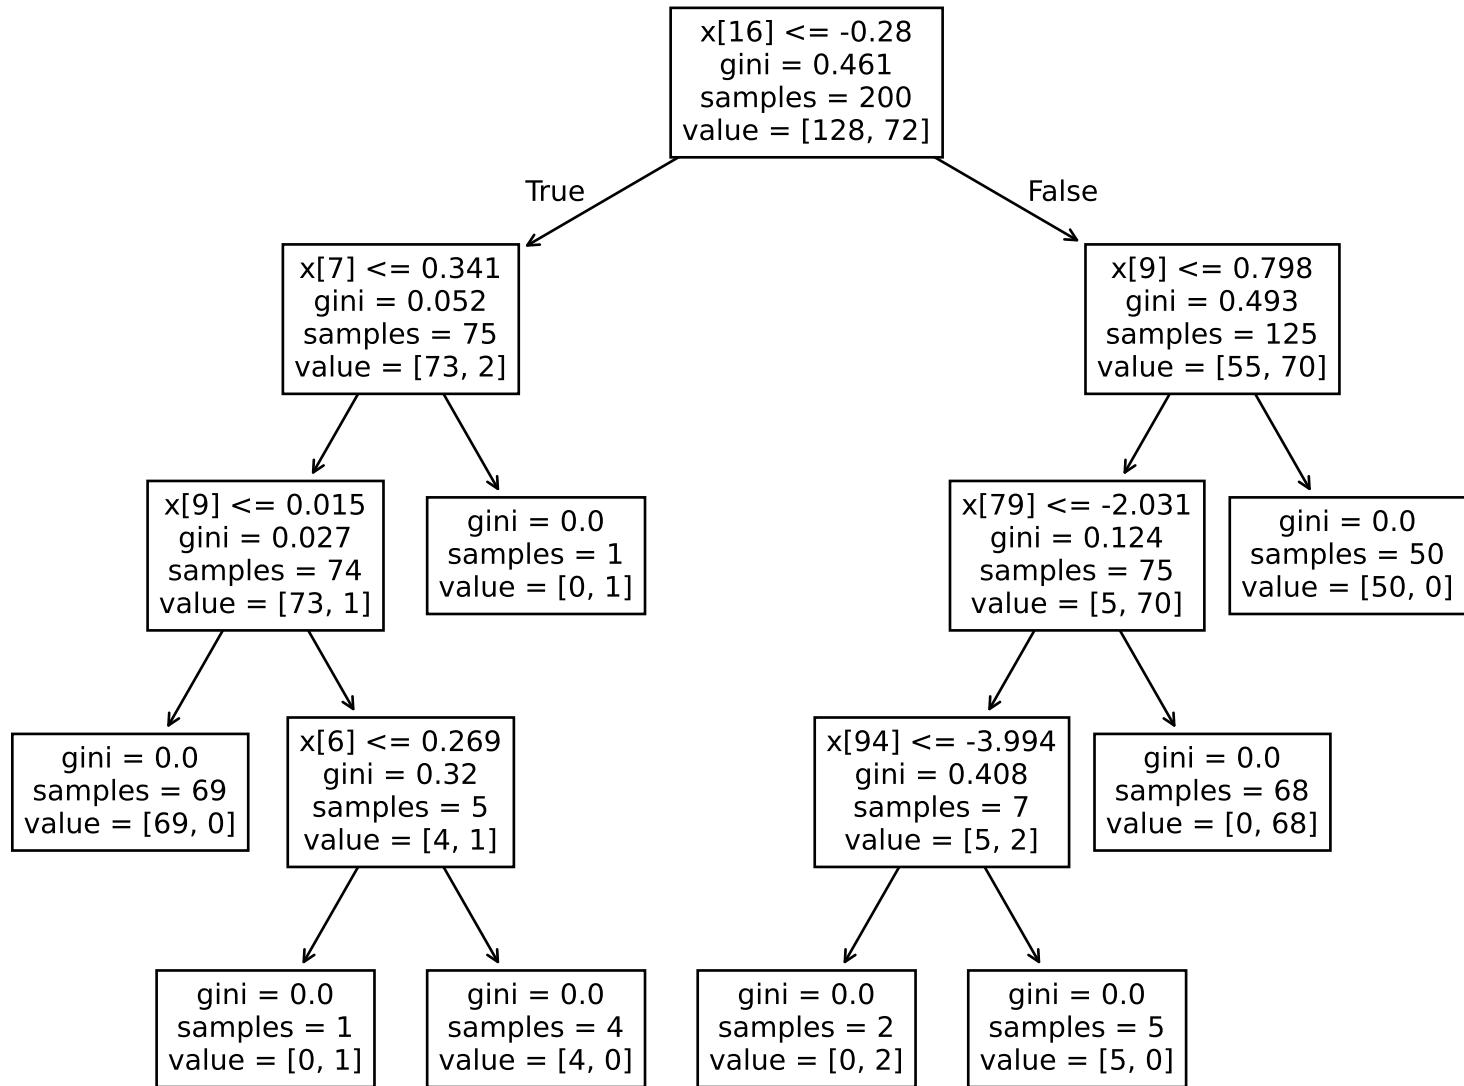 x[16] <= -0.28
gini = 0.461
samples = 200
value = [128, 72]
True
False
x[7] <= 0.341
gini = 0.052
samples = 75
value = [73, 2]
x[9] <= 0.798
gini = 0.493
samples = 125
value = [55, 70]
x[9] <= 0.015
gini = 0.027
samples = 74
value = [73, 1]
gini = 0.0
samples = 1
value = [0, 1]
x[79] <= -2.031
gini = 0.124
samples = 75
value = [5, 70]
gini = 0.0
samples = 50
value = [50, 0]
gini = 0.0
samples = 69
value = [69, 0]
x[6] <= 0.269
gini = 0.32
samples = 5
value = [4, 1]
x[94] <= -3.994
gini = 0.408
samples = 7
value = [5, 2]
gini = 0.0
samples = 68
value = [0, 68]
gini = 0.0
samples = 1
value = [0, 1]
gini = 0.0
samples = 4
value = [4, 0]
gini = 0.0
samples = 2
value = [0, 2]
gini = 0.0
samples = 5
value = [5, 0]